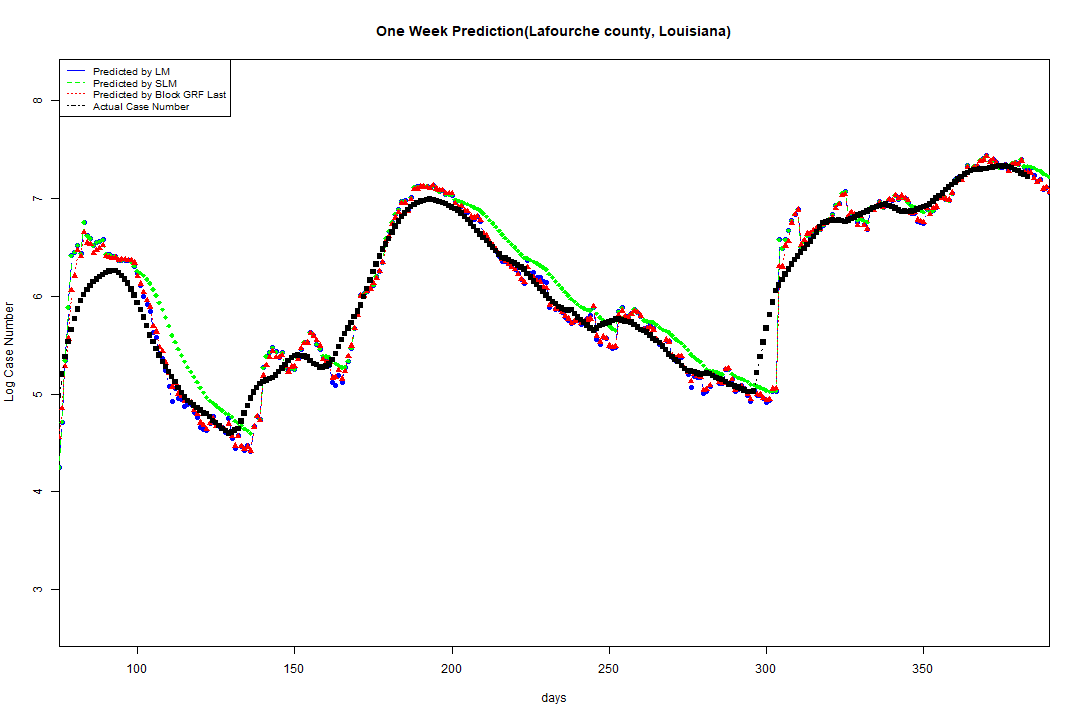 One Week Prediction(Lafourche county, Louisiana)
Predicted by LM
Predicted by SLM
Predicted by Block GRF Last
Actual Case Number
Log Case Number
8
7
6
5
4
3
100 150 200 250 300 350
days